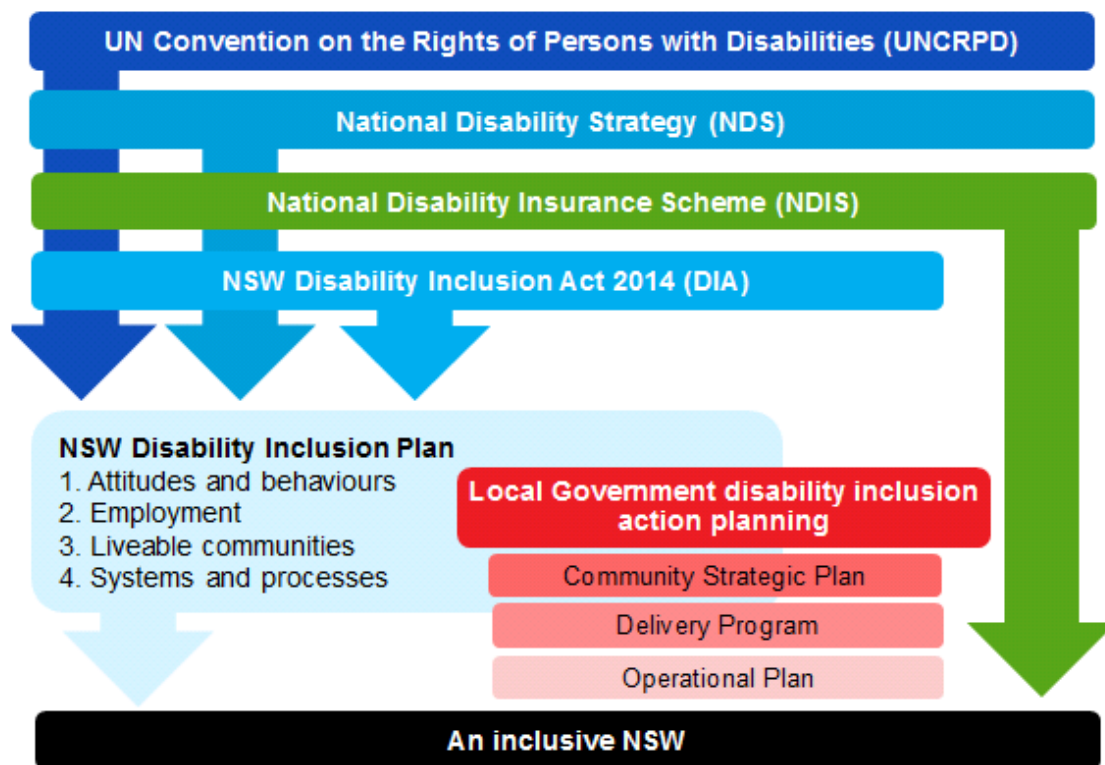 UN Convention on the Rights of Persons with Disabilities (UNCRPD)
National Disability Strategy (NDS)
National Disability Insurance Scheme (NDIS)
NSW Disability Inclusion Act 2014 (DIA)
NSW Disability Inclusion Plan
1. Attitudes and behaviours
2. Employment
3. Liveable communities
4. Systems and processes
Local Government disability inclusion
action planning
Community Strategic Plan
Delivery Program
Operational Plan
An inclusive NSW